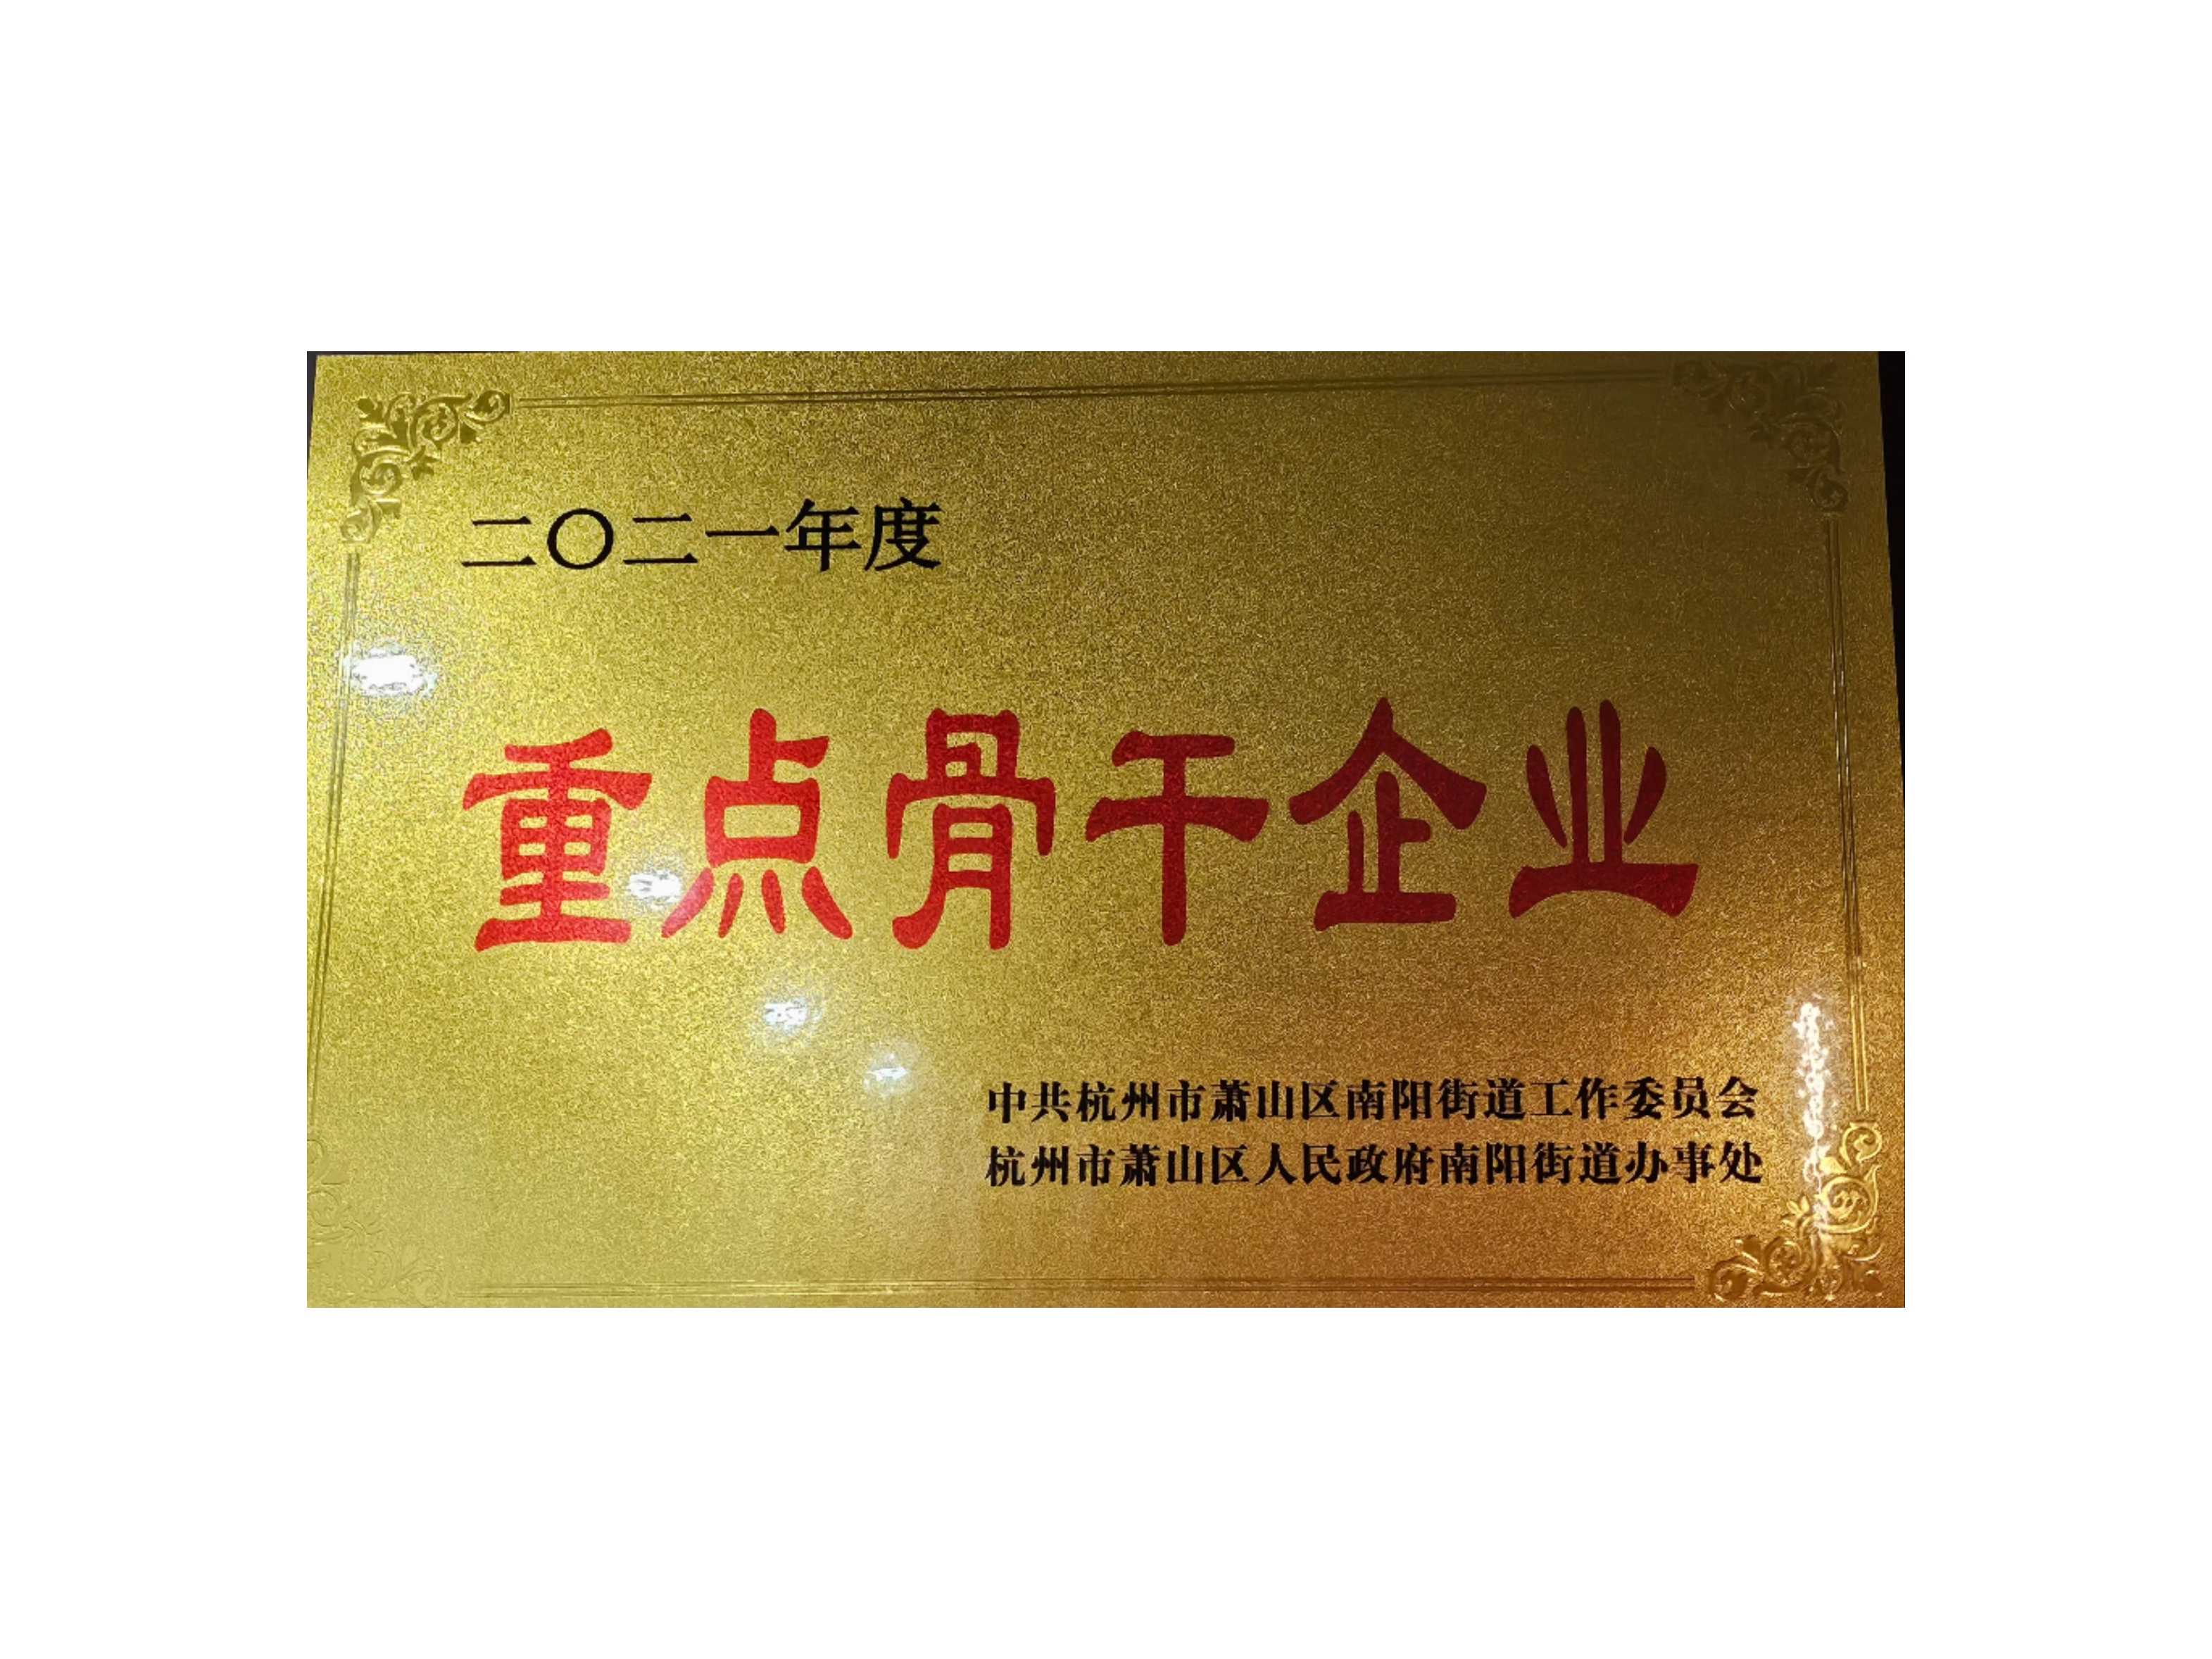 二〇二一年度
重点骨干企业
中共杭州市萧山区南阳街道工作委员会
杭州市萧山区人民政府南阳街道办事处